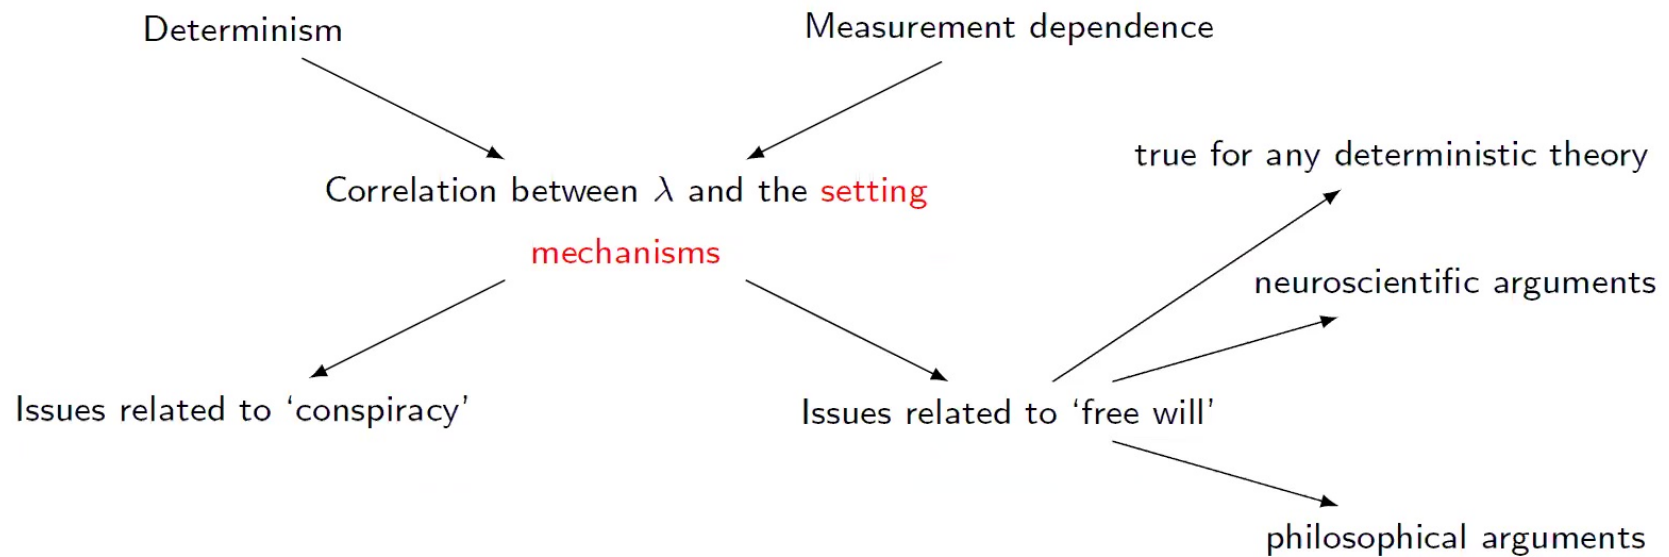 Determinism
Measurement dependence
true for any deterministic theory
Correlation between λ and the setting
mechanisms
neuroscientific arguments
Issues related to ‘conspiracy’
Issues related to ‘free will’
philosophical arguments